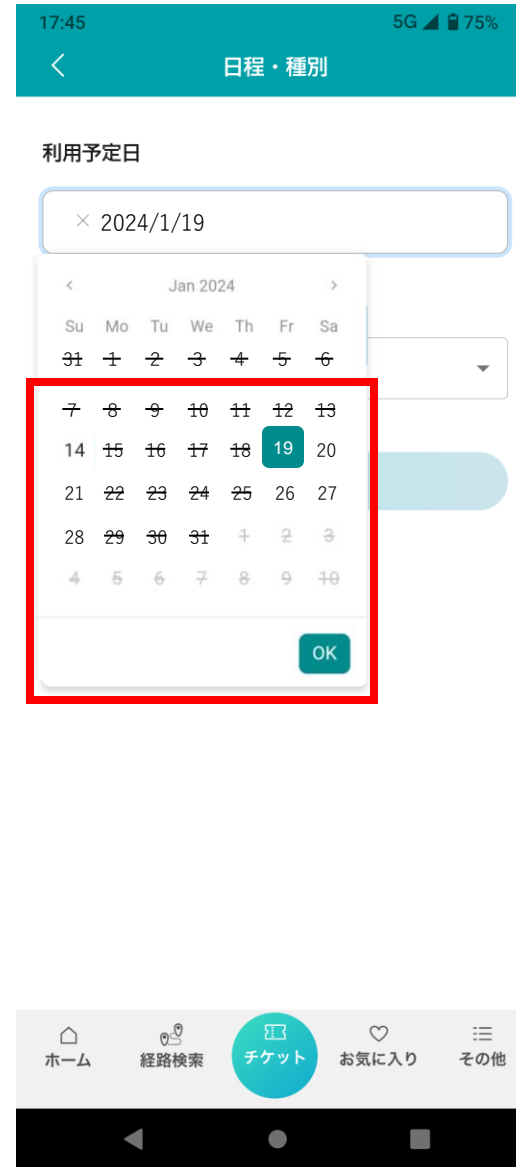 17:45 5G 75%
日程・種別
利用予定日
× 2024/1/19
Jan 2024
Su Mo Tu We Th Fr Sa
31 1 2 3 4 5 6
7 8 9 10 11 12 13
14 15 16 17 18 19 20
21 22 23 24 25 26 27
28 29 30 31 1 2 3
4 5 6 7 8 9 10
OK
ホーム 経路検索 チケット お気に入り その他